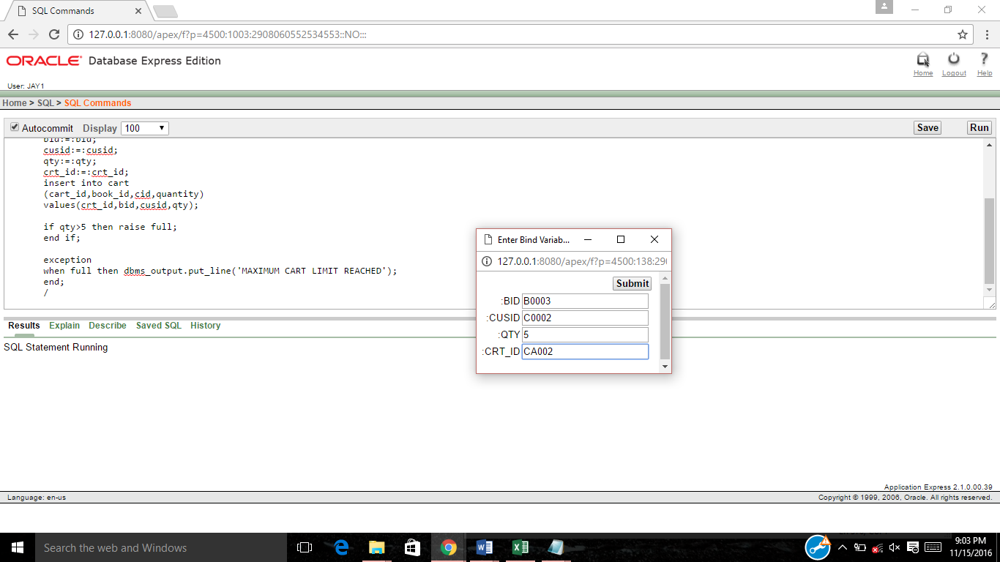 SQL Commands
127.0.0.1:8080/apex/f?p=4500:1003:2908060552534553::NO:::
ORACLE Database Express Edition
Home Logout Help
User: JAY1
Home > SQL > SQL Commands
Autocommit Display 100 Save Run
bid:=:bid;
cusid:=:cusid;
qty:=:qty;
crt_id:=:crt_id;
insert into cart
(cart_id,book_id,cid,quantity)
values(crt_id,bid,cusid,qty);
if qty>5 then raise full;
end if;
exception
when full then dbms_output.put_line('MAXIMUM CART LIMIT REACHED');
end;
/
Enter Bind Variab...
127.0.0.1:8080/apex/f?p=4500:138:29
Submit
:BID B0003
:CUSID C0002
:QTY 5
:CRT_ID CA002
Results Explain Describe Saved SQL History
SQL Statement Running
Application Express 2.1.0.00.39
Language: en-us Copyright © 1999, 2006, Oracle. All rights reserved.
Search the web and Windows
9:03 PM
11/15/2016